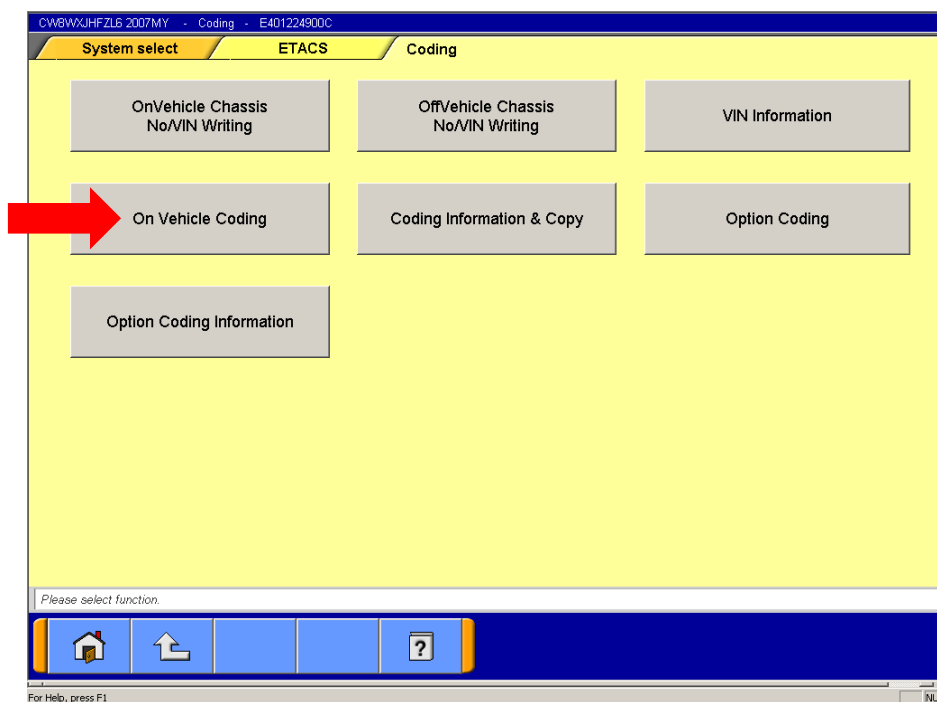 CW8WXJHFZL6 2007MY - Coding - E401224900C
System select
ETACS
Coding
OnVehicle Chassis
No/VIN Writing
OffVehicle Chassis
No/VIN Writing
VIN Information
On Vehicle Coding
Coding Information & Copy
Option Coding
Option Coding Information
Please select function.
?
For Help, press F1
NU